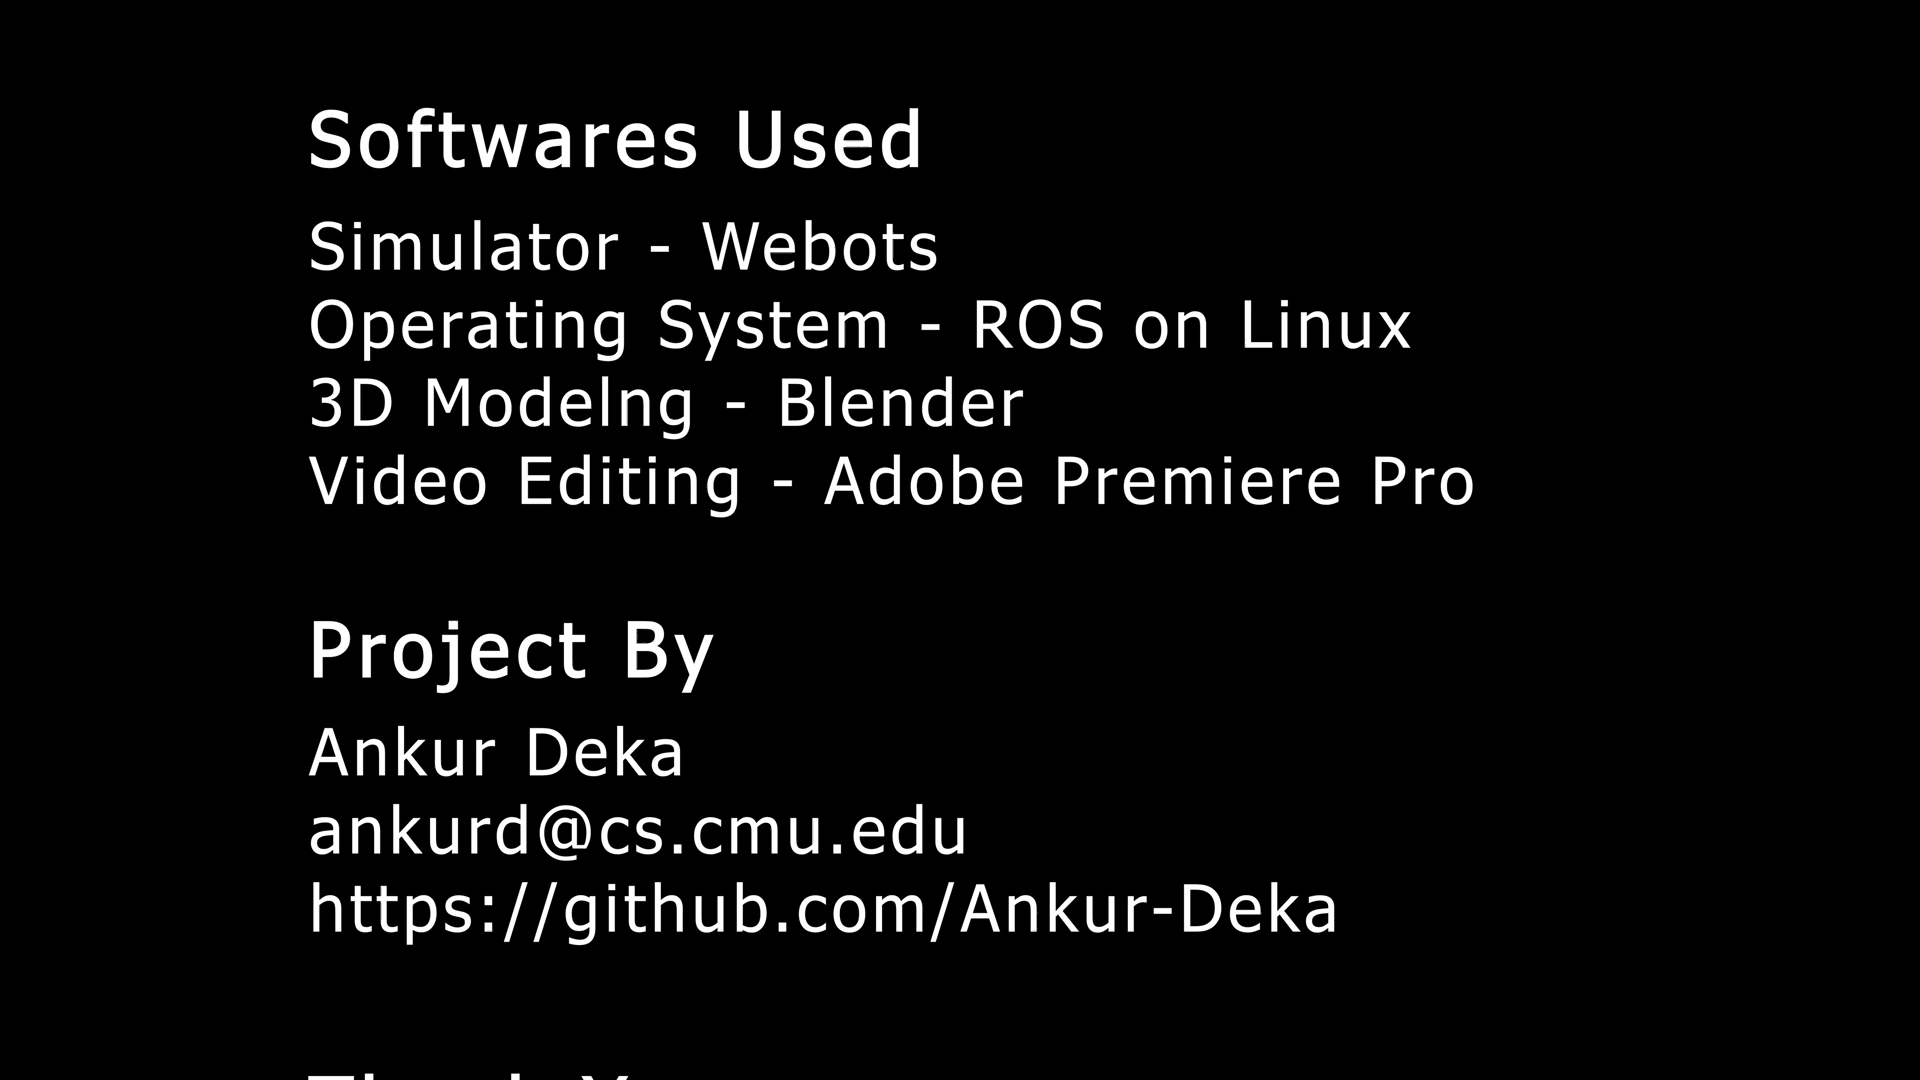 Softwares Used
Simulator - Webots
Operating System - ROS on Linux
3D Modelng - Blender
Video Editing - Adobe Premiere Pro
Project By
Ankur Deka
ankurd@cs.cmu.edu
https://github.com/Ankur-Deka